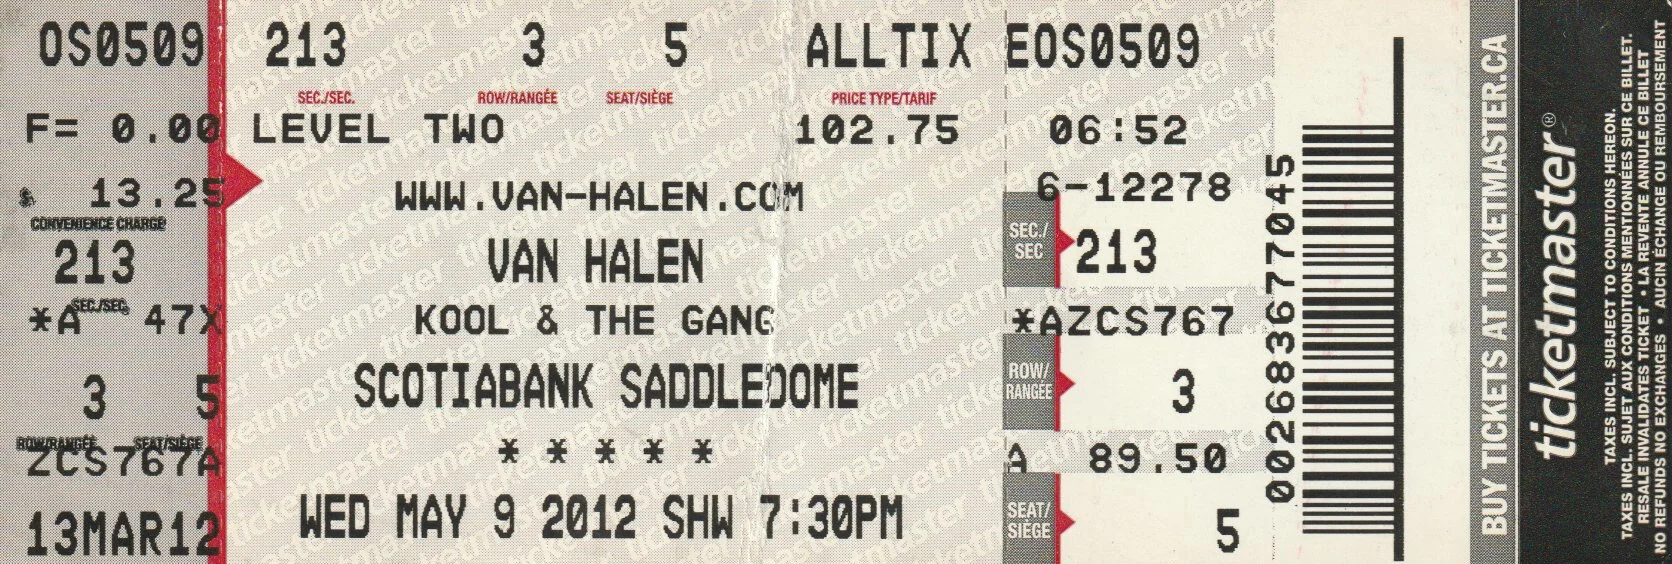 OS0509
F= 0.00
$ 13.25
CONVENIENCE CHARGE
213
SEC./SEC.
*A 47X
3 5
ROW/RANGÉE SEAT/SIÈGE
ZCS767A
13MAR12
213 3 5 ALLTIX
SEC./SEC. ROW/RANGÉE SEAT/SIÈGE PRICE TYPE/TARIF
LEVEL TWO 102.75
WWW.VAN-HALEN.COM
VAN HALEN
KOOL & THE GANG
SCOTIABANK SADDLEDOME
* * * * *
WED MAY 9 2012 SHW 7:30PM
EOS0509
06:52
6-12278
SEC./
SEC
213
*AZCS767
ROW/
RANGÉE
3
A 89.50
SEAT/
SIÈGE
5
002683677045
BUY TICKETS AT TICKETMASTER.CA
ticketmaster®
TAXES INCL. SUBJECT TO CONDITIONS HEREON.
TAXES INCL. SUJET AUX CONDITIONS MENTIONNÉES SUR CE BILLET.
RESALE INVALIDATES TICKET • LA REVENTE ANNULE CE BILLET
NO REFUNDS NO EXCHANGES • AUCIN ÉCHANGE OU REMBOURSEMENT